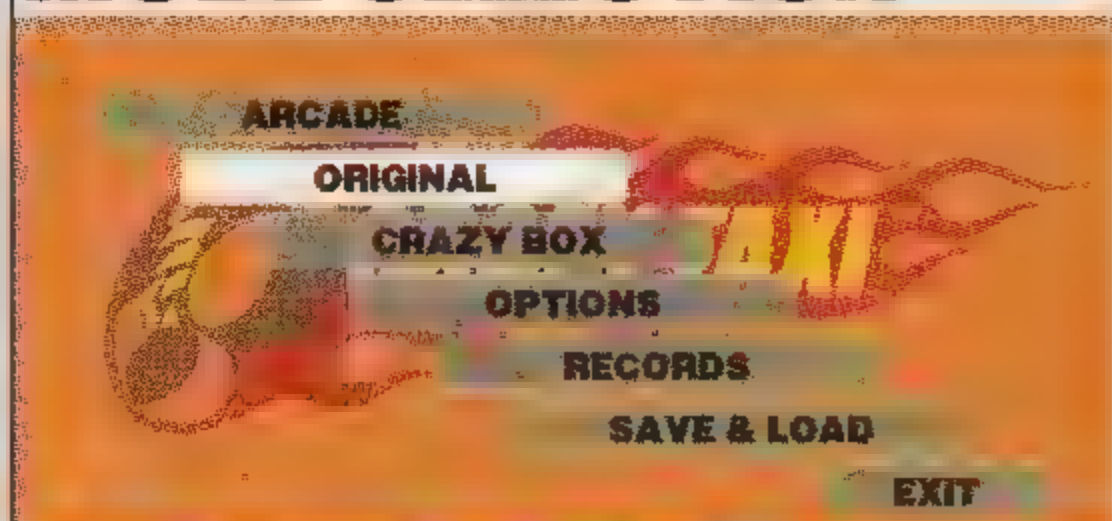 ARCADE
ORIGINAL
CRAZY BOX
OPTIONS
RECORDS
SAVE & LOAD
EXIT